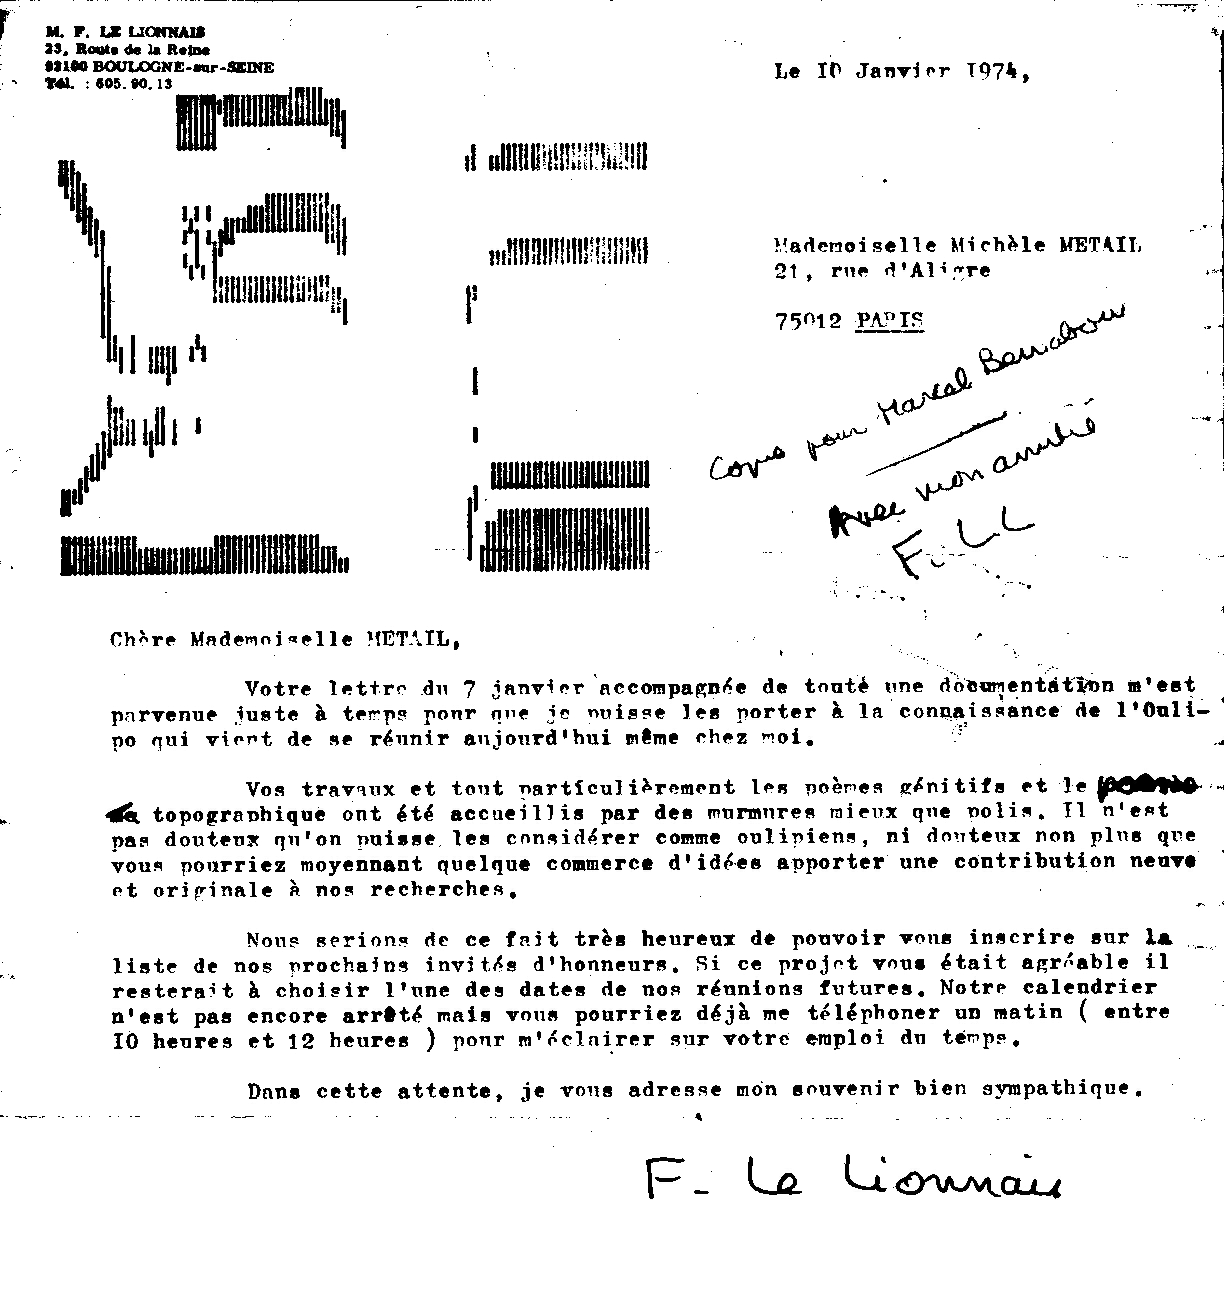 M. F. LE LIONNAIS
23, Route de la Reine
92100 BOULOGNE-sur-SEINE
Tél. : 605.90.13
Le 10 Janvier 1974,
Mademoiselle Michèle METAIL
21, rue d'Aligre
75012 PARIS
Copie pour Marcel Benabou
Avec mon amitié
F. LL
Chère Mademoiselle METAIL,
Votre lettre du 7 janvier accompagnée de toute une documentation m'est
parvenue juste à temps pour que je puisse les porter à la connaissance de l'Ouli-
po qui vient de se réunir aujourd'hui même chez moi.
Vos travaux et tout particulièrement les poèmes génitifs et le poème
topographique ont été accueillis par des murmures mieux que polis. Il n'est
pas douteux qu'on puisse les considérer comme oulipiens, ni douteux non plus que
vous pourriez moyennant quelque commerce d'idées apporter une contribution neuve
et originale à nos recherches.
Nous serions de ce fait très heureux de pouvoir vous inscrire sur la
liste de nos prochains invités d'honneurs. Si ce projet vous était agréable il
resterait à choisir l'une des dates de nos réunions futures. Notre calendrier
n'est pas encore arrêté mais vous pourriez déjà me téléphoner un matin ( entre
IO heures et 12 heures ) pour m'éclairer sur votre emploi du temps.
Dans cette attente, je vous adresse mon souvenir bien sympathique.
F. Le Lionnais